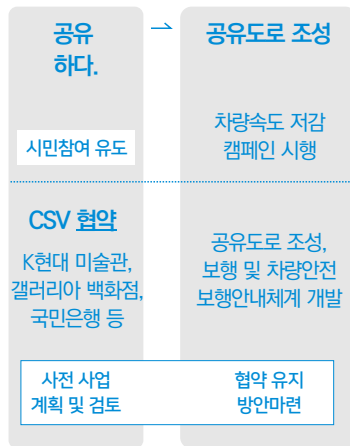 공유
하다.
→
공유도로 조성
시민참여 유도
차량속도 저감
캠페인 시행
CSV 협약
K현대 미술관,
갤러리아 백화점,
국민은행 등
공유도로 조성,
보행 및 차량안전
보행안내체계 개발
사전 사업
계획 및 검토
협약 유지
방안마련